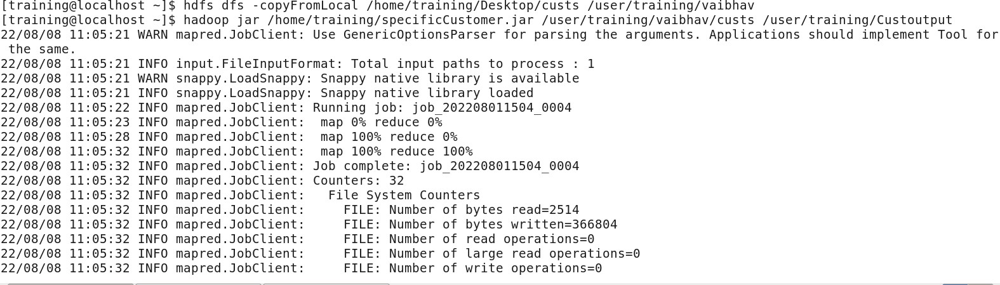 [training@localhost ~]$ hdfs dfs -copyFromLocal /home/training/Desktop/custs /user/training/vaibhav
[training@localhost ~]$ hadoop jar /home/training/specificCustomer.jar /user/training/vaibhav/custs /user/training/Custoutput
22/08/08 11:05:21 WARN mapred.JobClient: Use GenericOptionsParser for parsing the arguments. Applications should implement Tool for
 the same.
22/08/08 11:05:21 INFO input.FileInputFormat: Total input paths to process : 1
22/08/08 11:05:21 WARN snappy.LoadSnappy: Snappy native library is available
22/08/08 11:05:21 INFO snappy.LoadSnappy: Snappy native library loaded
22/08/08 11:05:22 INFO mapred.JobClient: Running job: job_202208011504_0004
22/08/08 11:05:23 INFO mapred.JobClient:  map 0% reduce 0%
22/08/08 11:05:28 INFO mapred.JobClient:  map 100% reduce 0%
22/08/08 11:05:32 INFO mapred.JobClient:  map 100% reduce 100%
22/08/08 11:05:32 INFO mapred.JobClient: Job complete: job_202208011504_0004
22/08/08 11:05:32 INFO mapred.JobClient: Counters: 32
22/08/08 11:05:32 INFO mapred.JobClient:   File System Counters
22/08/08 11:05:32 INFO mapred.JobClient:     FILE: Number of bytes read=2514
22/08/08 11:05:32 INFO mapred.JobClient:     FILE: Number of bytes written=366804
22/08/08 11:05:32 INFO mapred.JobClient:     FILE: Number of read operations=0
22/08/08 11:05:32 INFO mapred.JobClient:     FILE: Number of large read operations=0
22/08/08 11:05:32 INFO mapred.JobClient:     FILE: Number of write operations=0